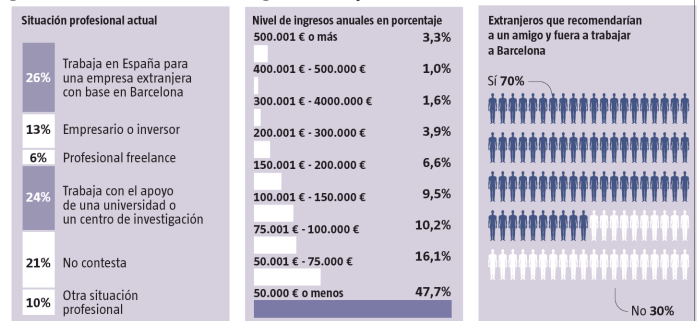 Situación profesional actual
26%
Trabaja en España para
una empresa extranjera
con base en Barcelona
13% Empresario o inversor
6% Profesional freelance
24%
Trabaja con el apoyo
de una universidad o
un centro de investigación
21% No contesta
10%
Otra situación
profesional
Nivel de ingresos anuales en porcentaje
500.001 € o más 3,3%
400.001 € - 500.000 € 1,0%
300.001 € - 4000.000 € 1,6%
200.001 € - 300.000 € 3,9%
150.001 € - 200.000 € 6,6%
100.001 € - 150.000 € 9,5%
75.001 € - 100.000 € 10,2%
50.001 € - 75.000 € 16,1%
50.000 € o menos 47,7%
Extranjeros que recomendarían
a un amigo y fuera a trabajar
a Barcelona
Sí 70%
No 30%